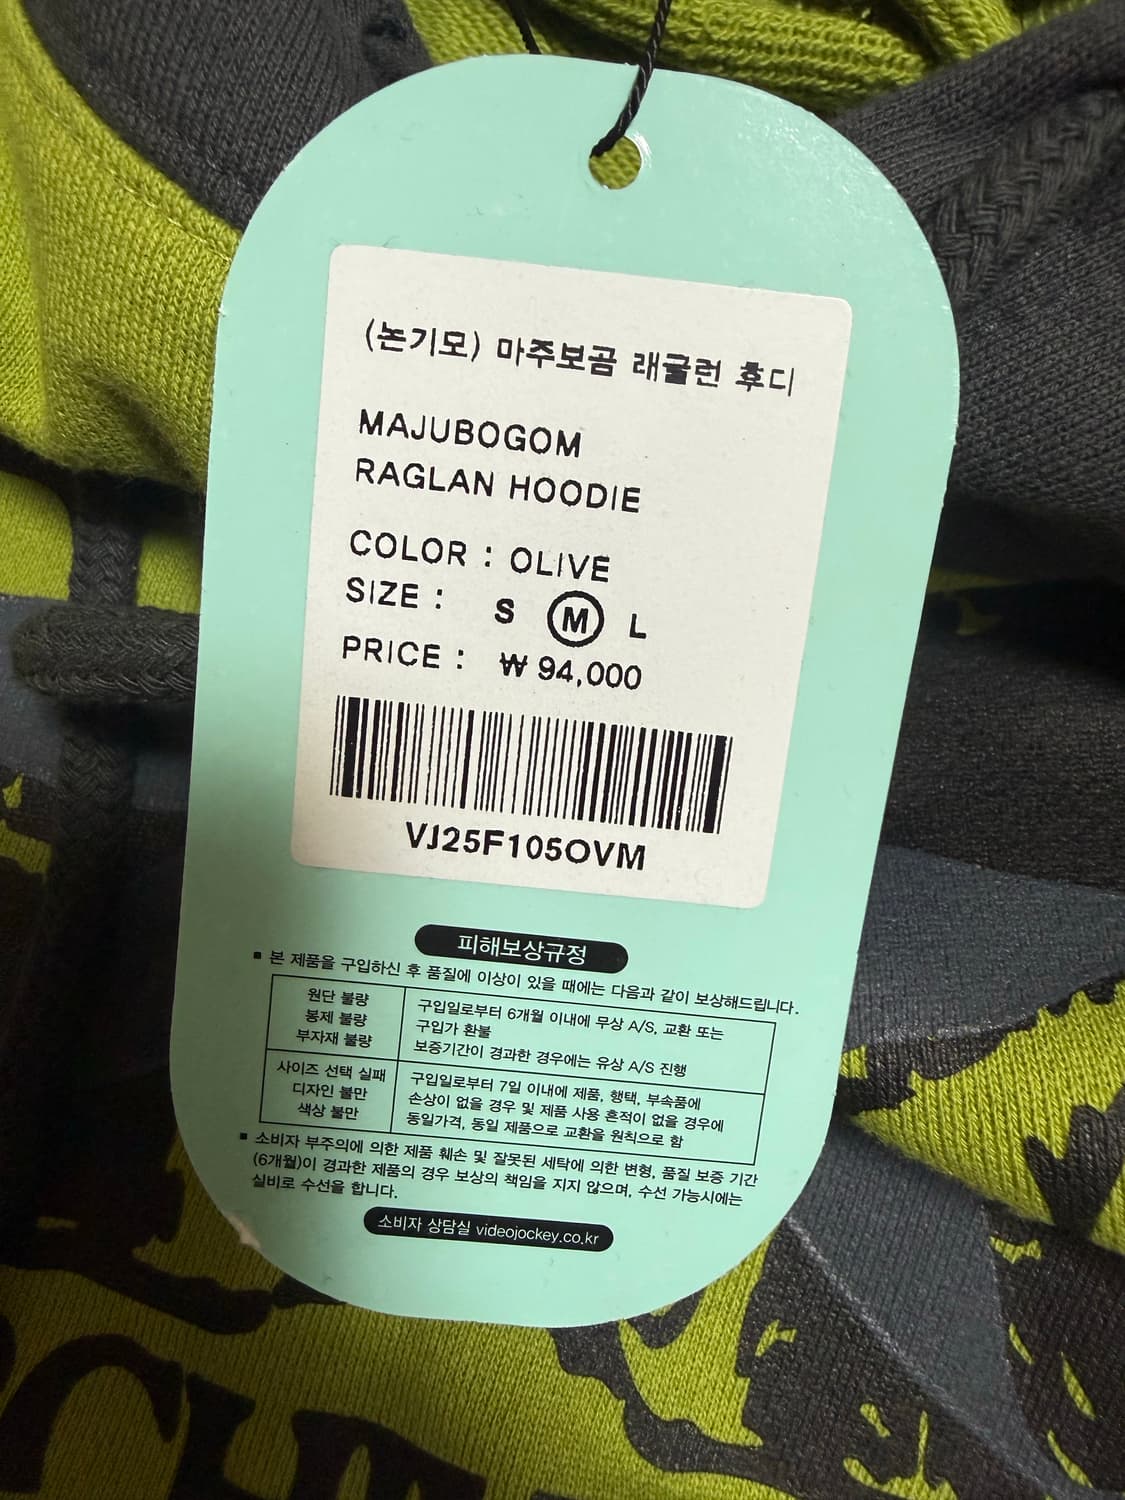 (논기모) 마주보곰 래글런 후디
MAJUBOGOM
RAGLAN HOODIE
COLOR : OLIVE
SIZE : S M L
PRICE : ₩ 94,000
VJ25F105OVM
피해보상규정
▪ 본 제품을 구입하신 후 품질에 이상이 있을 때에는 다음과 같이 보상해드립니다.
원단 불량
봉제 불량
부자재 불량
구입일로부터 6개월 이내에 무상 A/S, 교환 또는
구입가 환불
보증기간이 경과한 경우에는 유상 A/S 진행
사이즈 선택 실패
디자인 불만
색상 불만
구입일로부터 7일 이내에 제품, 행택, 부속품에
손상이 없을 경우 및 제품 사용 흔적이 없을 경우에
동일가격, 동일 제품으로 교환을 원칙으로 함
▪ 소비자 부주의에 의한 제품 훼손 및 잘못된 세탁에 의한 변형, 품질 보증 기간
(6개월)이 경과한 제품의 경우 보상의 책임을 지지 않으며, 수선 가능시에는
실비로 수선을 합니다.
소비자 상담실 videojockey.co.kr